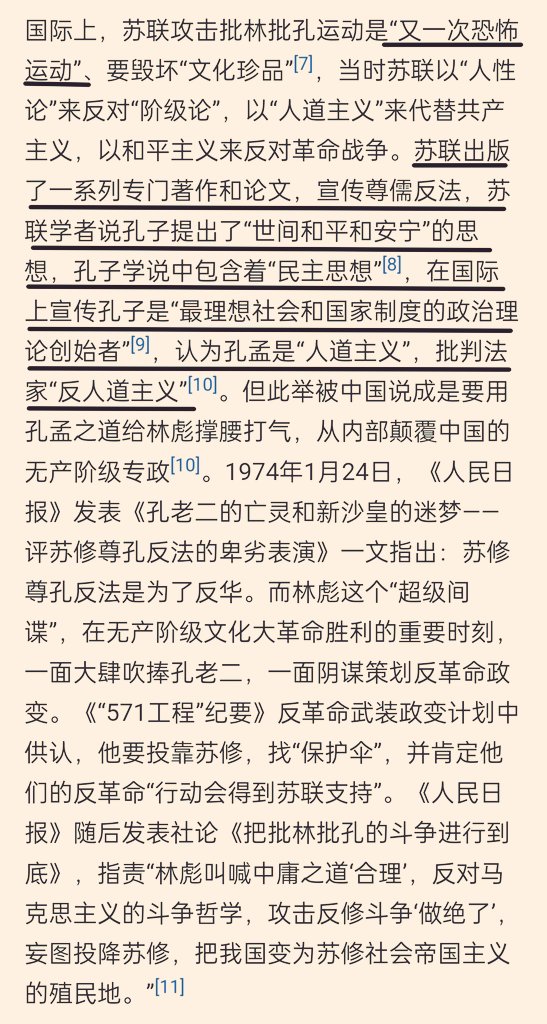 国际上，苏联攻击批林批孔运动是“又一次恐怖
运动”、要毁坏“文化珍品”[7]，当时苏联以“人性
论”来反对“阶级论”，以“人道主义”来代替共产
主义，以和平主义来反对革命战争。苏联出版
了一系列专门著作和论文，宣传尊儒反法，苏
联学者说孔子提出了“世间和平和安宁”的思
想，孔子学说中包含着“民主思想”[8]，在国际
上宣传孔子是“最理想社会和国家制度的政治理
论创始者”[9]，认为孔孟是“人道主义”，批判法
家“反人道主义”[10]。但此举被中国说成是要用
孔孟之道给林彪撑腰打气，从内部颠覆中国的
无产阶级专政[10]。1974年1月24日，《人民日
报》发表《孔老二的亡灵和新沙皇的迷梦——
评苏修尊孔反法的卑劣表演》一文指出：苏修
尊孔反法是为了反华。而林彪这个“超级间
谍”，在无产阶级文化大革命胜利的重要时刻，
一面大肆吹捧孔老二，一面阴谋策划反革命政
变。《“571工程”纪要》反革命武装政变计划中
供认，他要投靠苏修，找“保护伞”，并肯定他
们的反革命“行动会得到苏联支持”。《人民日
报》随后发表社论《把批林批孔的斗争进行到
底》，指责“林彪叫喊中庸之道‘合理’，反对马
克思主义的斗争哲学，攻击反修斗争‘做绝了’，
妄图投降苏修，把我国变为苏修社会帝国主义
的殖民地。”[11]